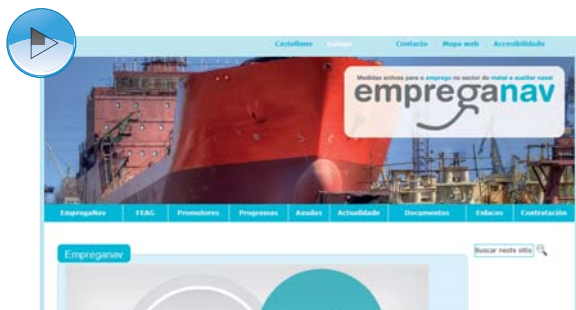 Castellano Galego Contacto Mapa web Accesibilidade
Medidas activas para o emprego no sector do metal e auxiliar naval
empreganav
EmpregaNav FEAG Promotores Programas Axudas Actualidade Documentos Enlaces Contratación
Empreganav
Buscar neste sitio